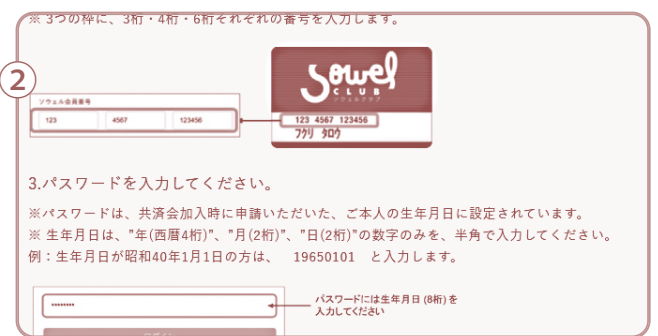 ※ 3つの枠に、3桁・4桁・6桁それぞれの番号を入力します。
2
ソウェル会員番号
123 4567 123456
Sowel
CLUB
ソウェルクラブ
123 4567 123456
フクリ タロウ
3.パスワードを入力してください。
※パスワードは、共済会加入時に申請いただいた、ご本人の生年月日に設定されています。
※ 生年月日は、"年(西暦4桁)"、"月(2桁)"、"日(2桁)"の数字のみを、半角で入力してください。
例：生年月日が昭和40年1月1日の方は、 19650101 と入力します。
••••••••
パスワードには生年月日 (8桁) を
入力してください